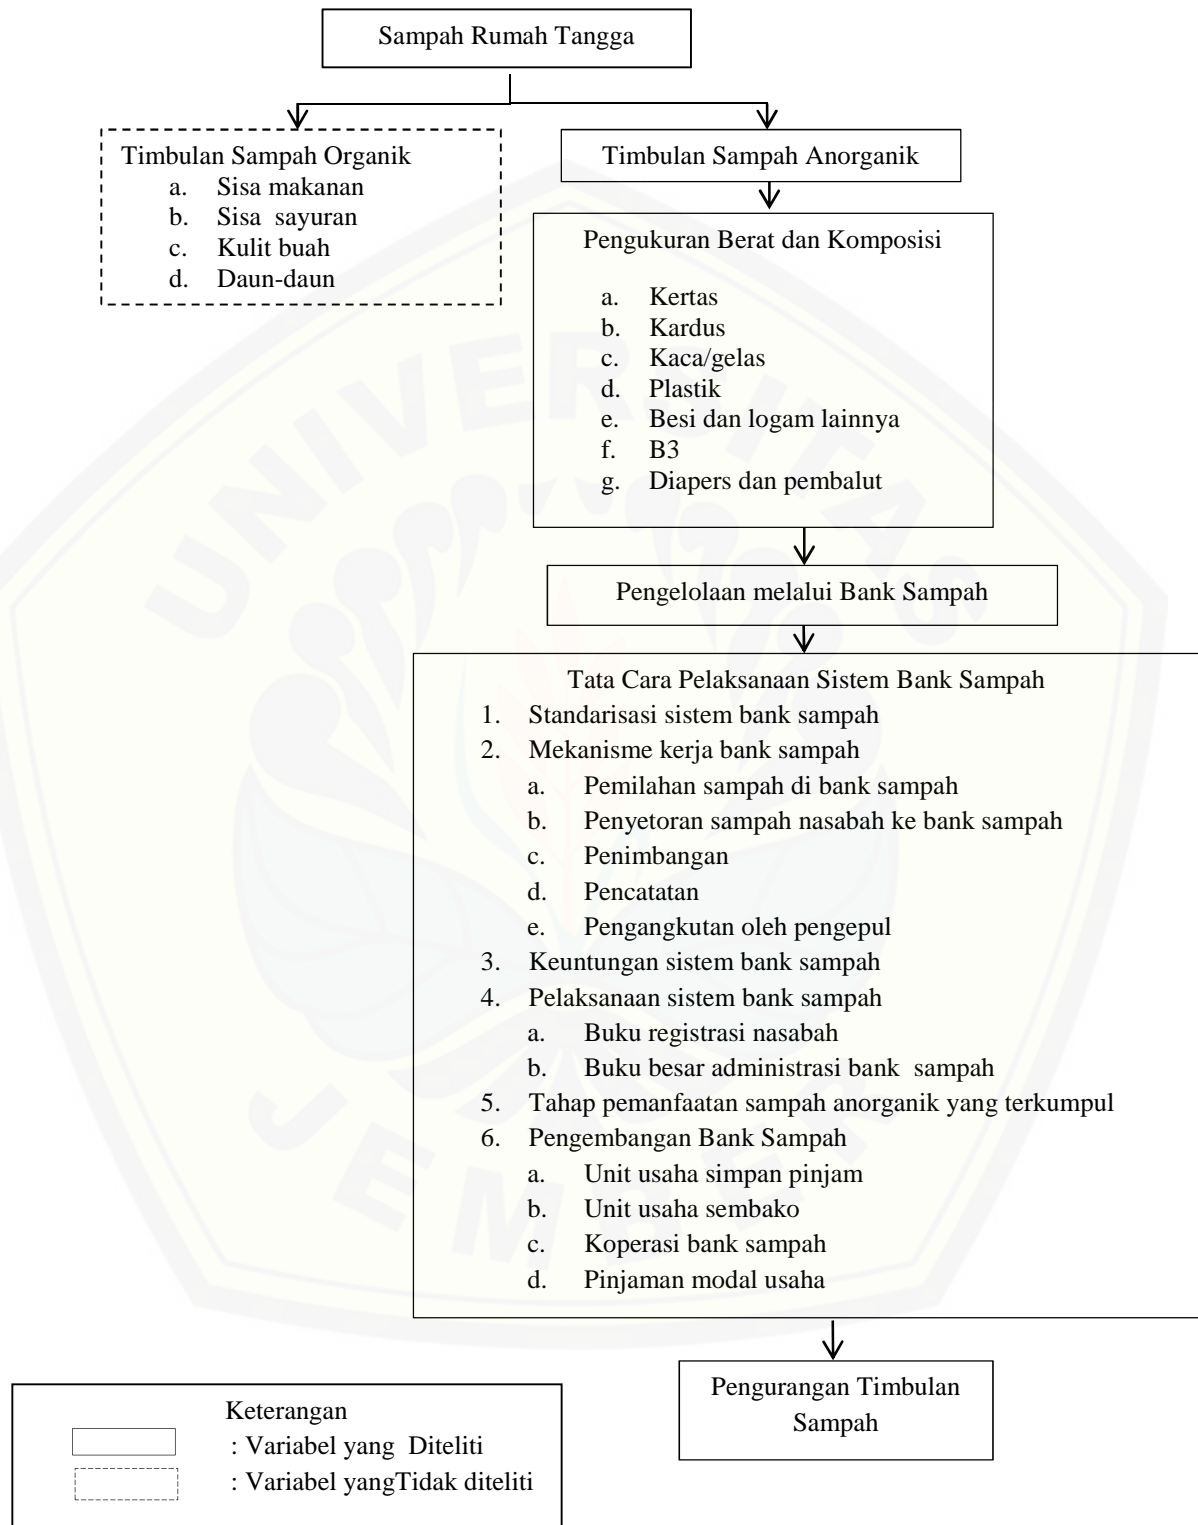 Sampah Rumah Tangga
Timbulan Sampah Organik
a. Sisa makanan
b. Sisa sayuran
c. Kulit buah
d. Daun-daun
Timbulan Sampah Anorganik
Pengukuran Berat dan Komposisi
a. Kertas
b. Kardus
c. Kaca/gelas
d. Plastik
e. Besi dan logam lainnya
f. B3
g. Diapers dan pembalut
Pengelolaan melalui Bank Sampah
Tata Cara Pelaksanaan Sistem Bank Sampah
1. Standarisasi sistem bank sampah
2. Mekanisme kerja bank sampah
a. Pemilahan sampah di bank sampah
b. Penyetoran sampah nasabah ke bank sampah
c. Penimbangan
d. Pencatatan
e. Pengangkutan oleh pengepul
3. Keuntungan sistem bank sampah
4. Pelaksanaan sistem bank sampah
a. Buku registrasi nasabah
b. Buku besar administrasi bank sampah
5. Tahap pemanfaatan sampah anorganik yang terkumpul
6. Pengembangan Bank Sampah
a. Unit usaha simpan pinjam
b. Unit usaha sembako
c. Koperasi bank sampah
d. Pinjaman modal usaha
Pengurangan Timbulan
Sampah
Keterangan
: Variabel yang Diteliti
: Variabel yangTidak diteliti
UNIVERSITAS
JEMBER